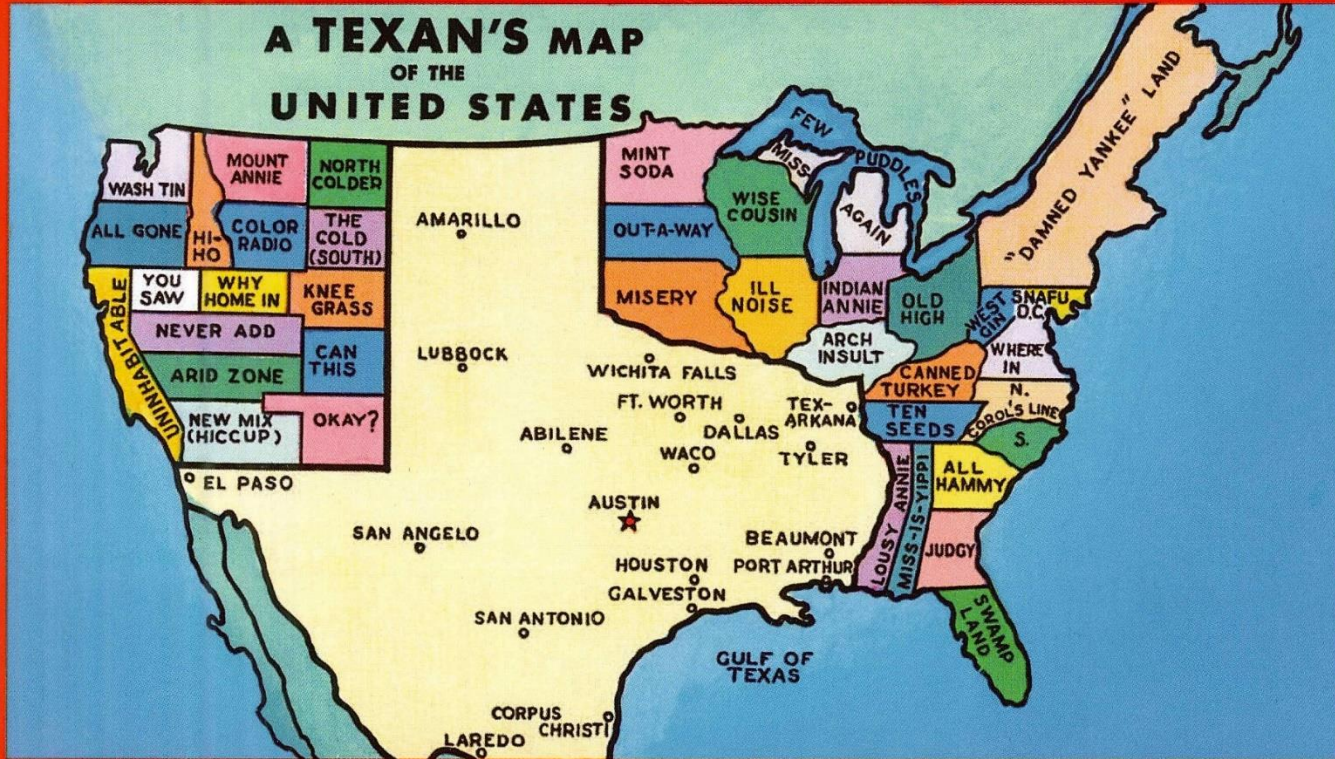 A TEXAN'S MAP
OF THE
UNITED STATES
WASH TIN
MOUNT
ANNIE
NORTH
COLDER
ALL GONE
HI-
HO
COLOR
RADIO
THE
COLD
(SOUTH)
YOU
SAW
WHY
HOME IN
KNEE
GRASS
UNINHABIT ABLE
NEVER ADD
CAN
THIS
ARID ZONE
NEW MIX
(HICCUP)
OKAY?
MINT
SODA
OUT-A-WAY
MISERY
FEW
PUDDLES
MISS
AGAIN
WISE
COUSIN
ILL
NOISE
INDIAN
ANNIE
OLD
HIGH
ARCH
INSULT
"DAMNED YANKEE" LAND
WEST
GIN
SNAFU
D.C.
WHERE
IN
CANNED
TURKEY
TEN
SEEDS
N.
COROL'S LINE
S.
LOUSY ANNIE
MISS-IS-YIPPI
ALL
HAMMY
JUDGY
SWAMP
LAND
AMARILLO
LUBBOCK
WICHITA FALLS
FT. WORTH
DALLAS
TEX-
ARKANA
ABILENE
WACO
TYLER
EL PASO
AUSTIN
SAN ANGELO
BEAUMONT
HOUSTON
PORT ARTHUR
GALVESTON
SAN ANTONIO
GULF OF
TEXAS
CORPUS
CHRISTI
LAREDO